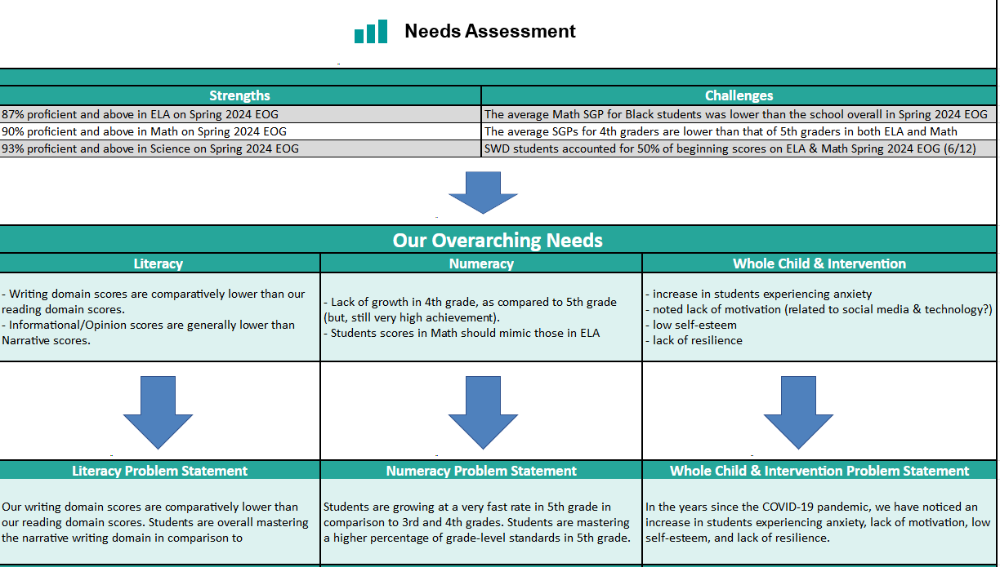 Needs Assessment
Strengths
Challenges
87% proficient and above in ELA on Spring 2024 EOG
The average Math SGP for Black students was lower than the school overall in Spring 2024 EOG
90% proficient and above in Math on Spring 2024 EOG
The average SGPs for 4th graders are lower than that of 5th graders in both ELA and Math
93% proficient and above in Science on Spring 2024 EOG
SWD students accounted for 50% of beginning scores on ELA & Math Spring 2024 EOG (6/12)
Our Overarching Needs
Literacy
Numeracy
Whole Child & Intervention
- Writing domain scores are comparatively lower than our
reading domain scores.
- Informational/Opinion scores are generally lower than
Narrative scores.
- Lack of growth in 4th grade, as compared to 5th grade
(but, still very high achievement).
- Students scores in Math should mimic those in ELA
- increase in students experiencing anxiety
- noted lack of motivation (related to social media & technology?)
- low self-esteem
- lack of resilience
Literacy Problem Statement
Numeracy Problem Statement
Whole Child & Intervention Problem Statement
Our writing domain scores are comparatively lower than
our reading domain scores. Students are overall mastering
the narrative writing domain in comparison to
Students are growing at a very fast rate in 5th grade in
comparison to 3rd and 4th grades. Students are mastering
a higher percentage of grade-level standards in 5th grade.
In the years since the COVID-19 pandemic, we have noticed an
increase in students experiencing anxiety, lack of motivation, low
self-esteem, and lack of resilience.